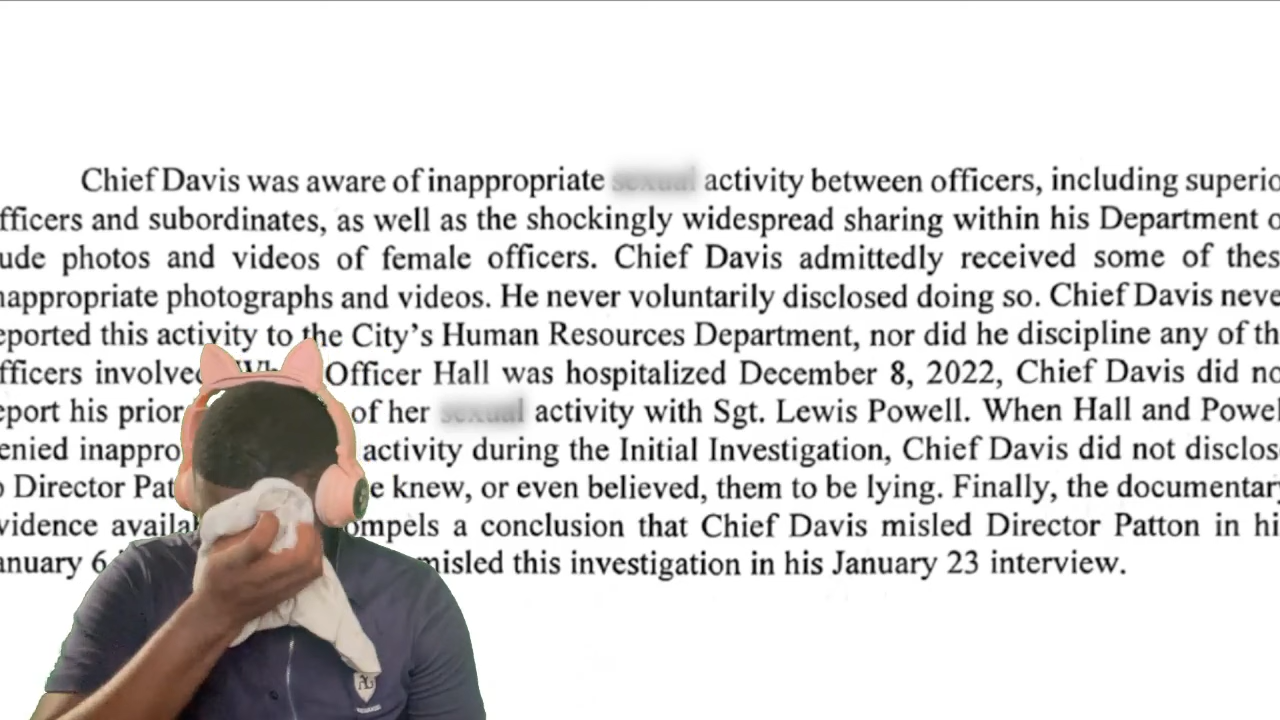 Chief Davis was aware of inappropriate sexual activity between officers, including superio
fficers and subordinates, as well as the shockingly widespread sharing within his Department o
ude photos and videos of female officers. Chief Davis admittedly received some of thes
nappropriate photographs and videos. He never voluntarily disclosed doing so. Chief Davis neve
eported this activity to the City's Human Resources Department, nor did he discipline any of th
fficers involved Officer Hall was hospitalized December 8, 2022, Chief Davis did no
eport his prior of her sexual activity with Sgt. Lewis Powell. When Hall and Powel
enied inappro activity during the Initial Investigation, Chief Davis did not disclos
o Director Pat e knew, or even believed, them to be lying. Finally, the documentary
vidence availa ompels a conclusion that Chief Davis misled Director Patton in hi
anuary 6 misled this investigation in his January 23 interview.